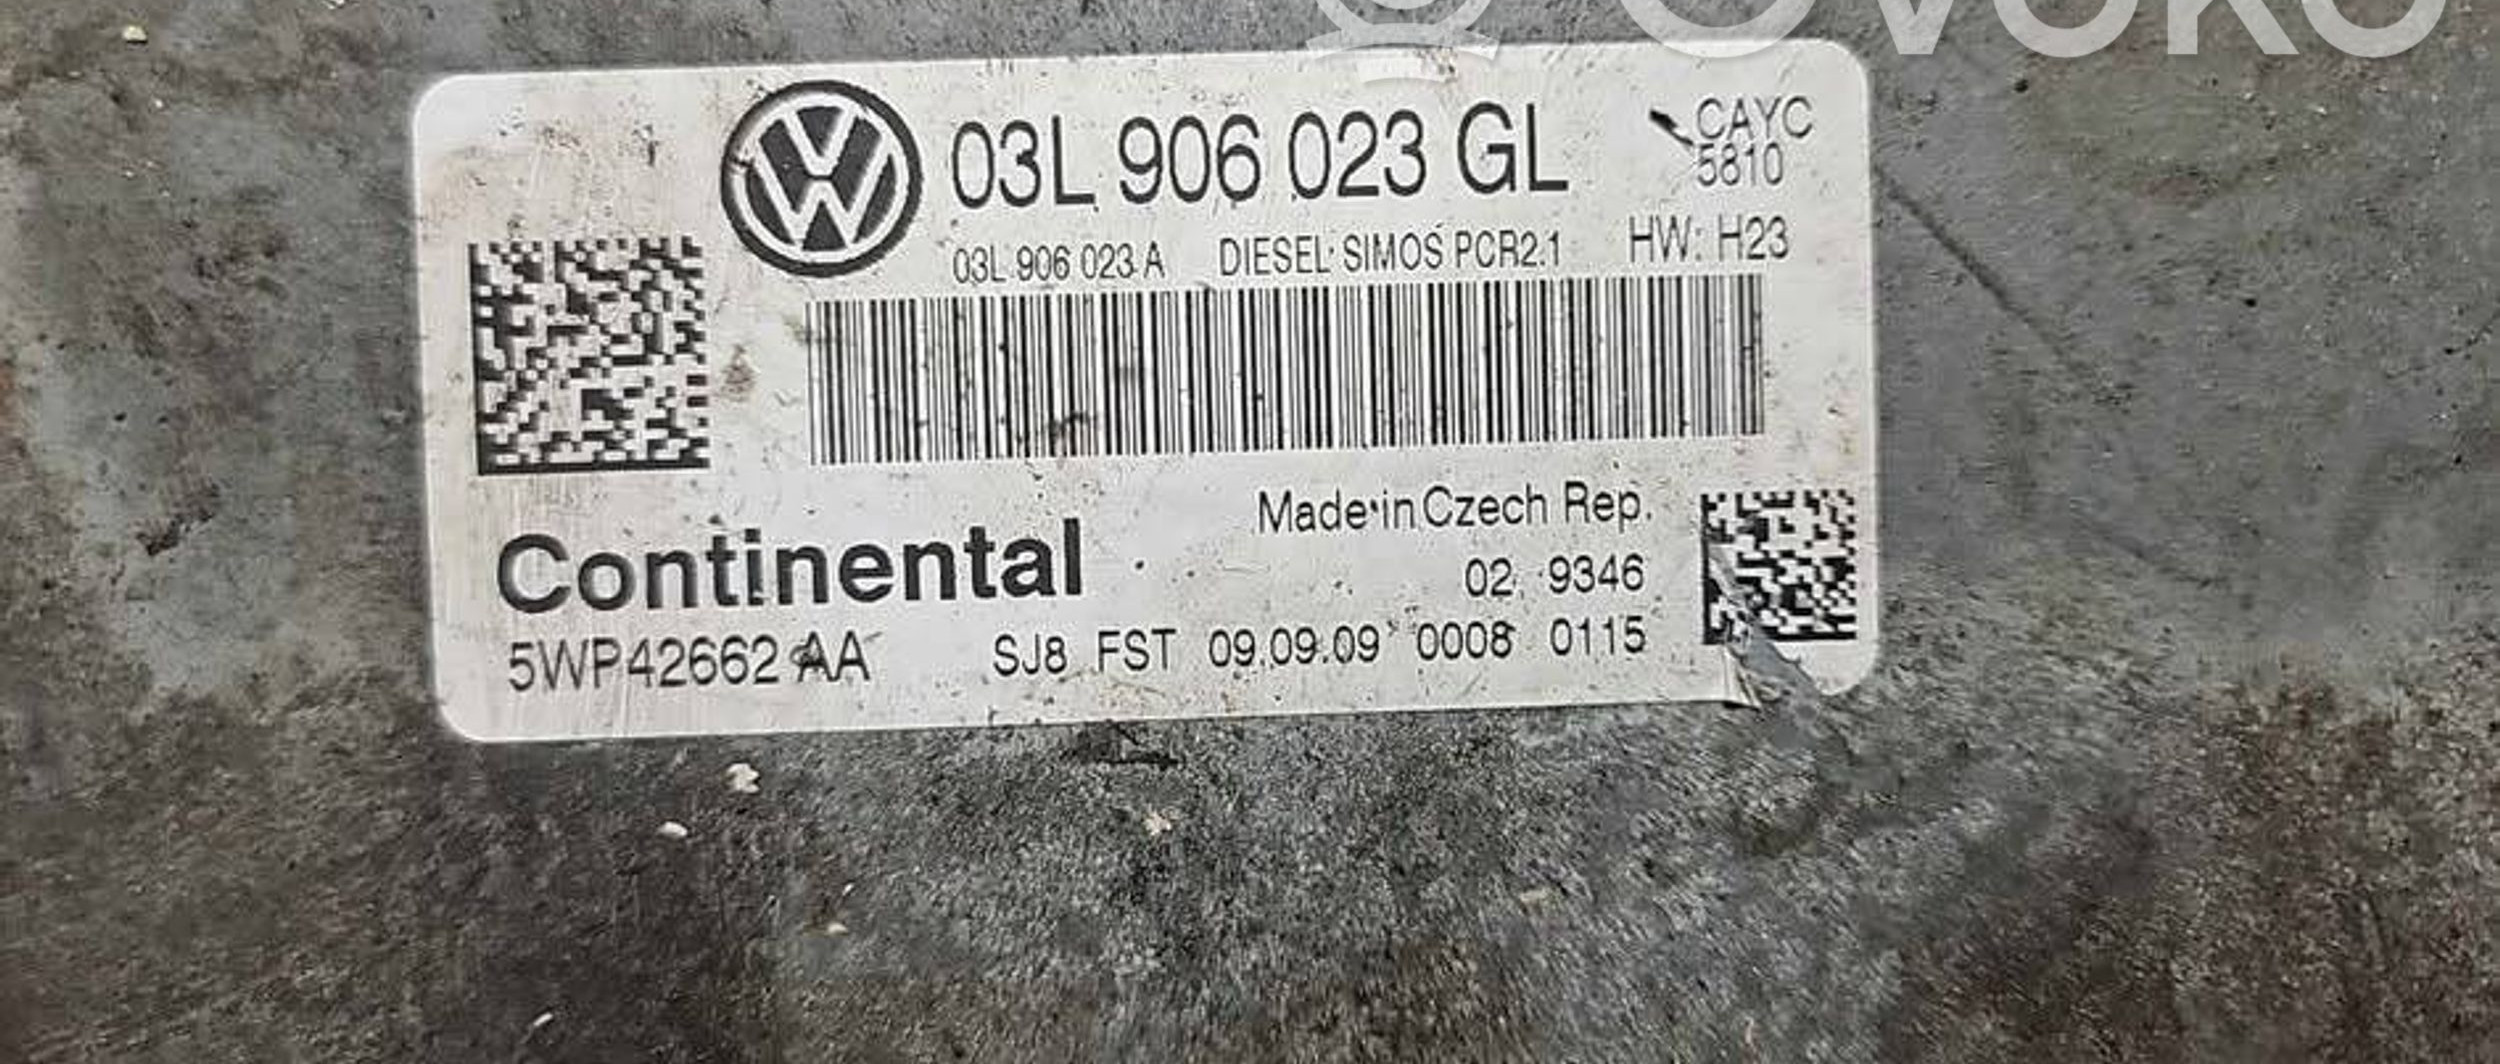 OVOKO
03L 906 023 GL
CAYC
5810
03L 906 023 A DIESEL SIMOS PCR2.1 HW: H23
Continental
Made in Czech Rep.
02 9346
5WP42662 AA SJ8 FST 09.09.09 0008 0115